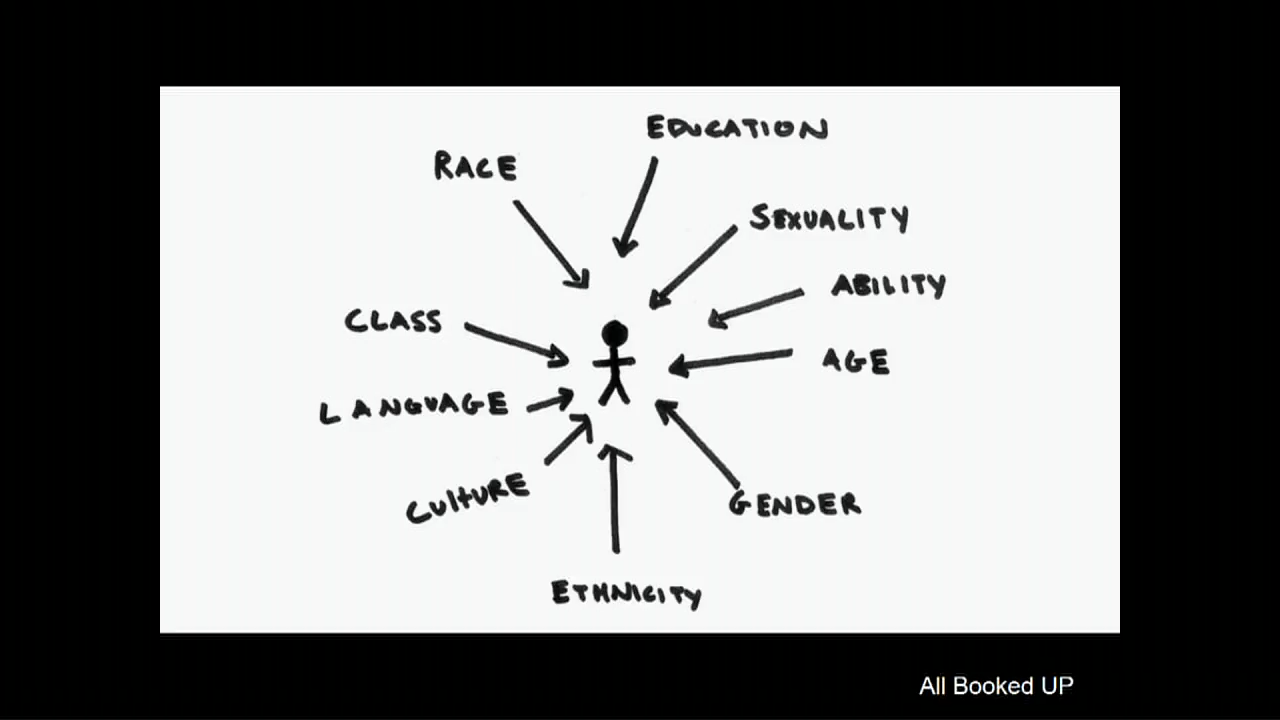 EDUCATION
RACE
SEXUALITY
ABILITY
CLASS
AGE
LANGUAGE
CULTURE
GENDER
ETHNICITY
All Booked UP